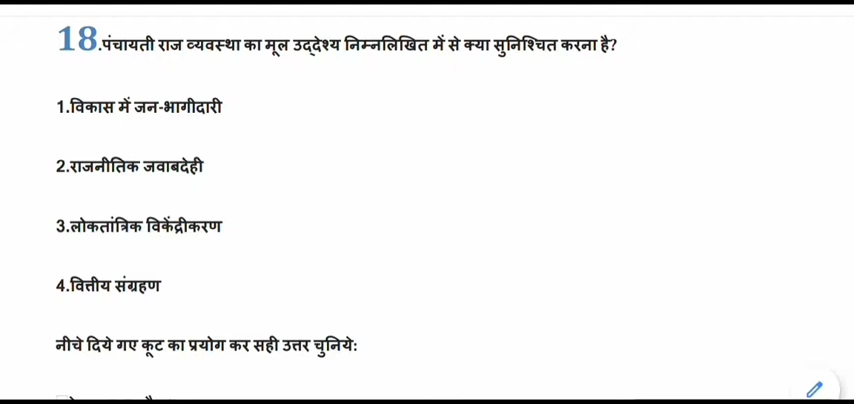 18.पंचायती राज व्यवस्था का मूल उद्देश्य निम्नलिखित में से क्या सुनिश्चित करना है?
1.विकास में जन-भागीदारी
2.राजनीतिक जवाबदेही
3.लोकतांत्रिक विकेंद्रीकरण
4.वित्तीय संग्रहण
नीचे दिये गए कूट का प्रयोग कर सही उत्तर चुनिये: